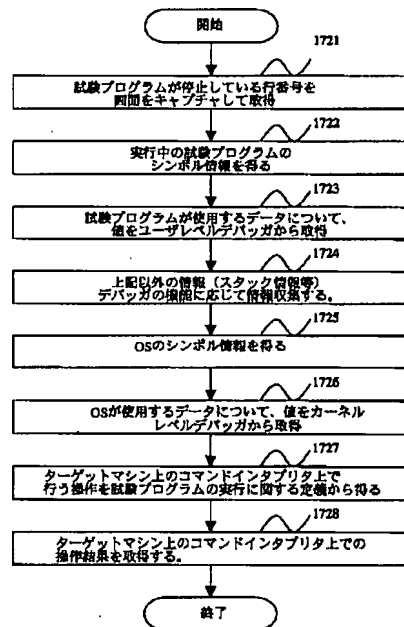 開始
1721
試験プログラムが停止している行番号を
画面をキャプチャして取得
1722
実行中の試験プログラムの
シンボル情報を得る
1723
試験プログラムが使用するデータについて、
値をユーザレベルデバッガから取得
1724
上記以外の情報（スタック情報等）
デバッガの機能に応じて情報収集する。
1725
OSのシンボル情報を得る
1726
OSが使用するデータについて、値をカーネル
レベルデバッガから取得
1727
ターゲットマシン上のコマンドインタプリタ上で
行う操作を試験プログラムの実行に関する定義から得る
1728
ターゲットマシン上のコマンドインタプリタ上での
操作結果を取得する。
終了